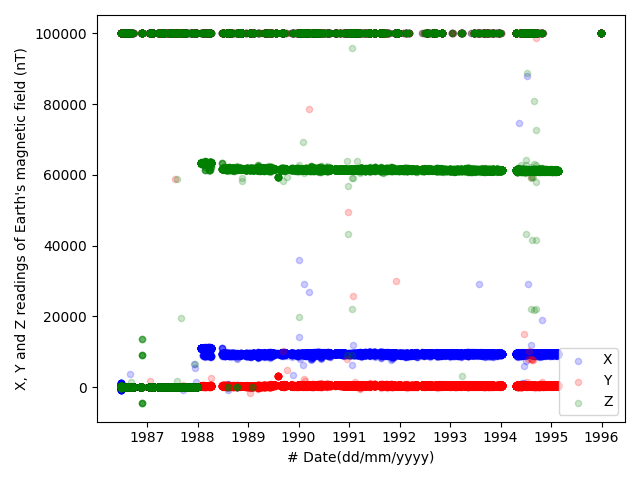 100000
80000
60000
40000
20000
0
X, Y and Z readings of Earth's magnetic field (nT)
1987 1988 1989 1990 1991 1992 1993 1994 1995 1996
# Date(dd/mm/yyyy)
X
Y
Z